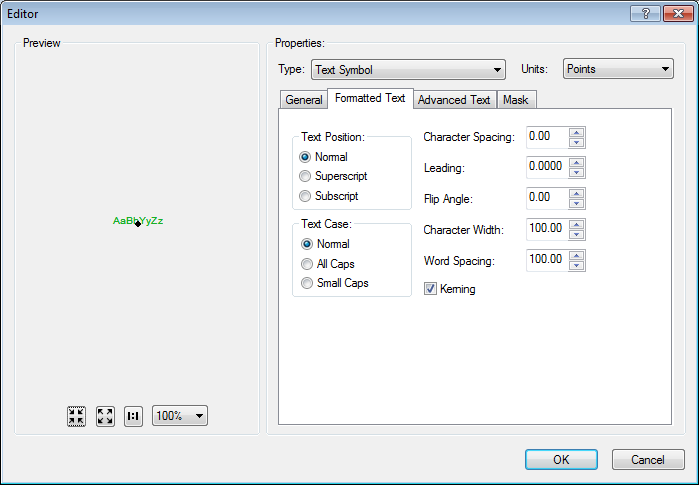 Editor
Preview
AaBbYyZz
100%
Properties:
Type: Text Symbol Units: Points
General Formatted Text Advanced Text Mask
Text Position:
Normal
Superscript
Subscript
Text Case:
Normal
All Caps
Small Caps
Character Spacing: 0.00
Leading: 0.0000
Flip Angle: 0.00
Character Width: 100.00
Word Spacing: 100.00
Kerning
OK Cancel